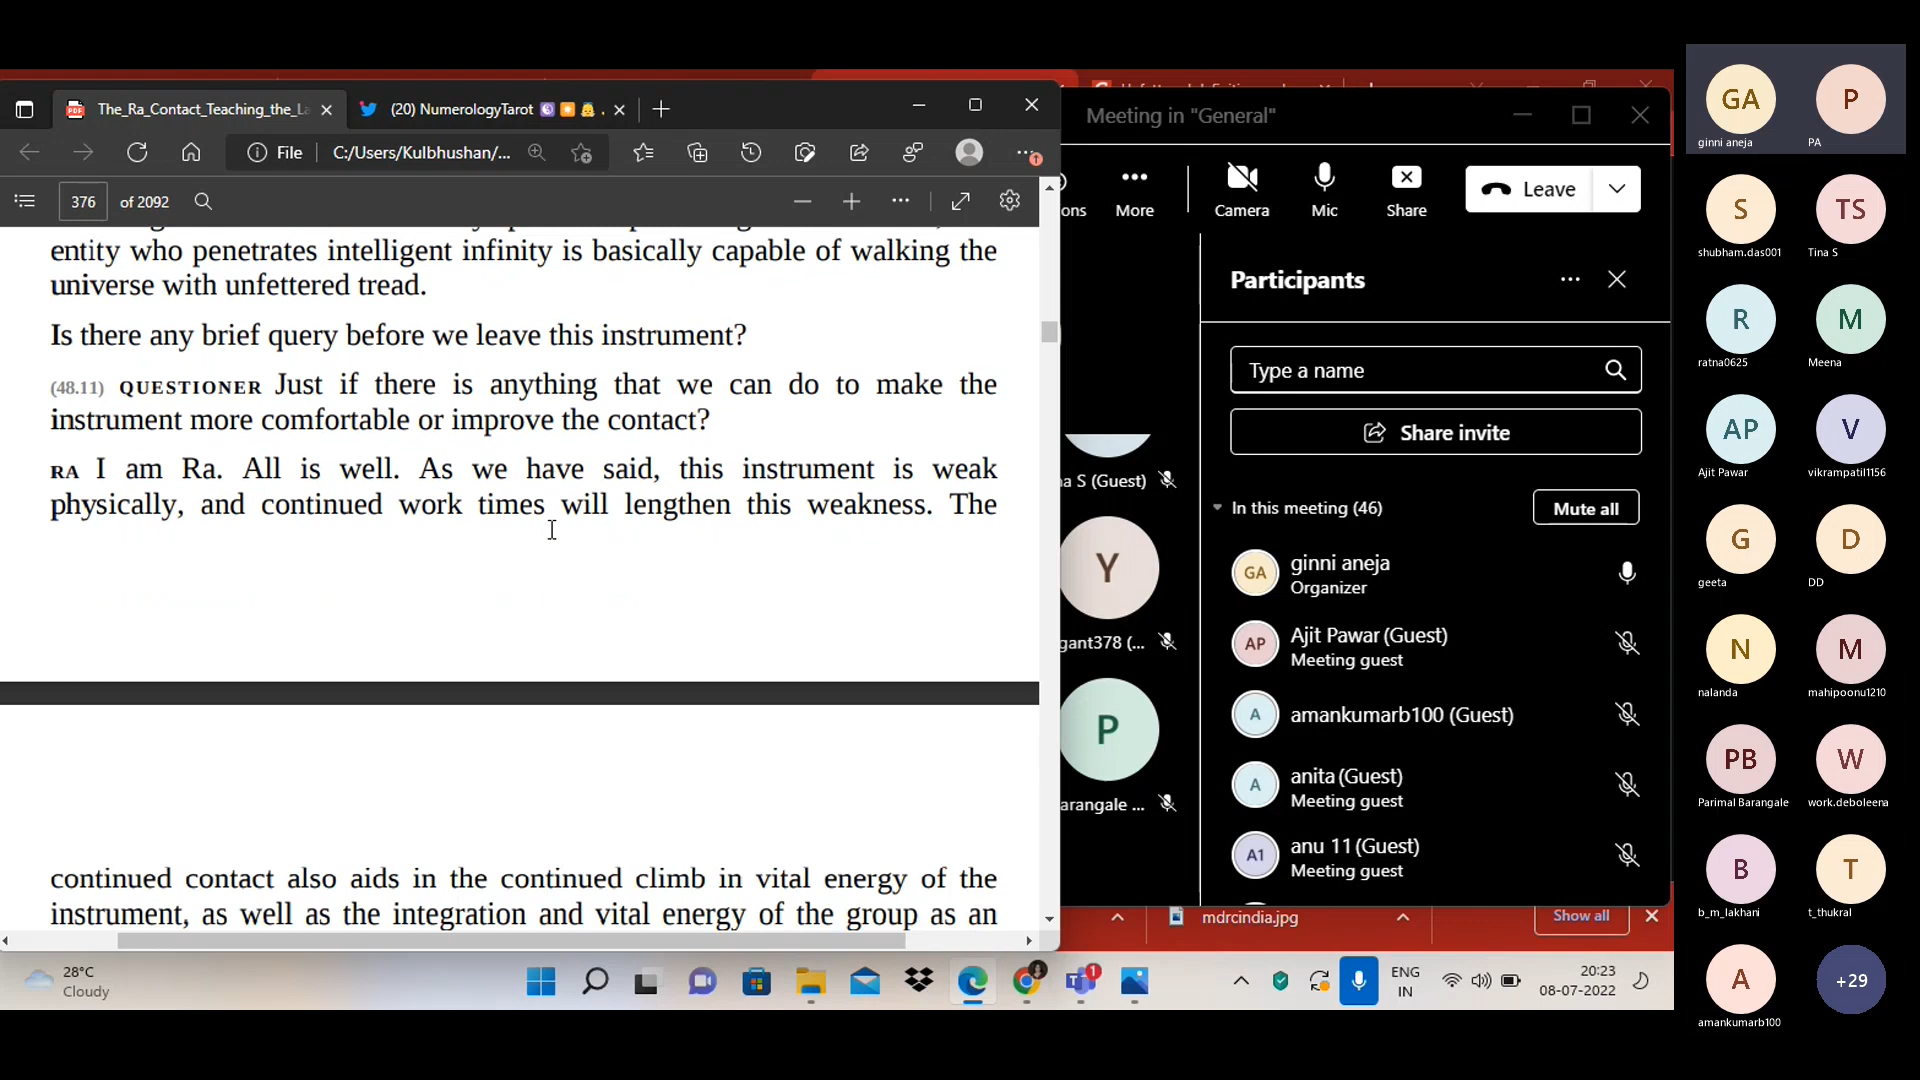 The_Ra_Contact_Teaching_the_La
(20) NumerologyTarot
File
C:/Users/Kulbhushan/...
376
of 2092
entity who penetrates intelligent infinity is basically capable of walking the
universe with unfettered tread.
Is there any brief query before we leave this instrument?
(48.11) QUESTIONER Just if there is anything that we can do to make the
instrument more comfortable or improve the contact?
RA I am Ra. All is well. As we have said, this instrument is weak
physically, and continued work times will lengthen this weakness. The
continued contact also aids in the continued climb in vital energy of the
instrument, as well as the integration and vital energy of the group as an
Meeting in "General"
ons
More
Camera
Mic
Share
Leave
Participants
Type a name
Share invite
In this meeting (46)
Mute all
GA
ginni aneja
Organizer
AP
Ajit Pawar (Guest)
Meeting guest
A
amankumarb100 (Guest)
A
anita (Guest)
Meeting guest
A1
anu 11 (Guest)
Meeting guest
a S (Guest)
Y
gant378 (...
P
arangale ...
mdrcindia.jpg
Show all
28°C
Cloudy
1
ENG
IN
20:23
08-07-2022
GA
ginni aneja
P
PA
S
shubham.das001
TS
Tina S
R
ratna0625
M
Meena
AP
Ajit Pawar
V
vikrampatil1156
G
geeta
D
DD
N
nalanda
M
mahipoonu1210
PB
Parimal Barangale
W
work.deboleena
B
b_m_lakhani
T
t_thukral
A
amankumarb100
+29